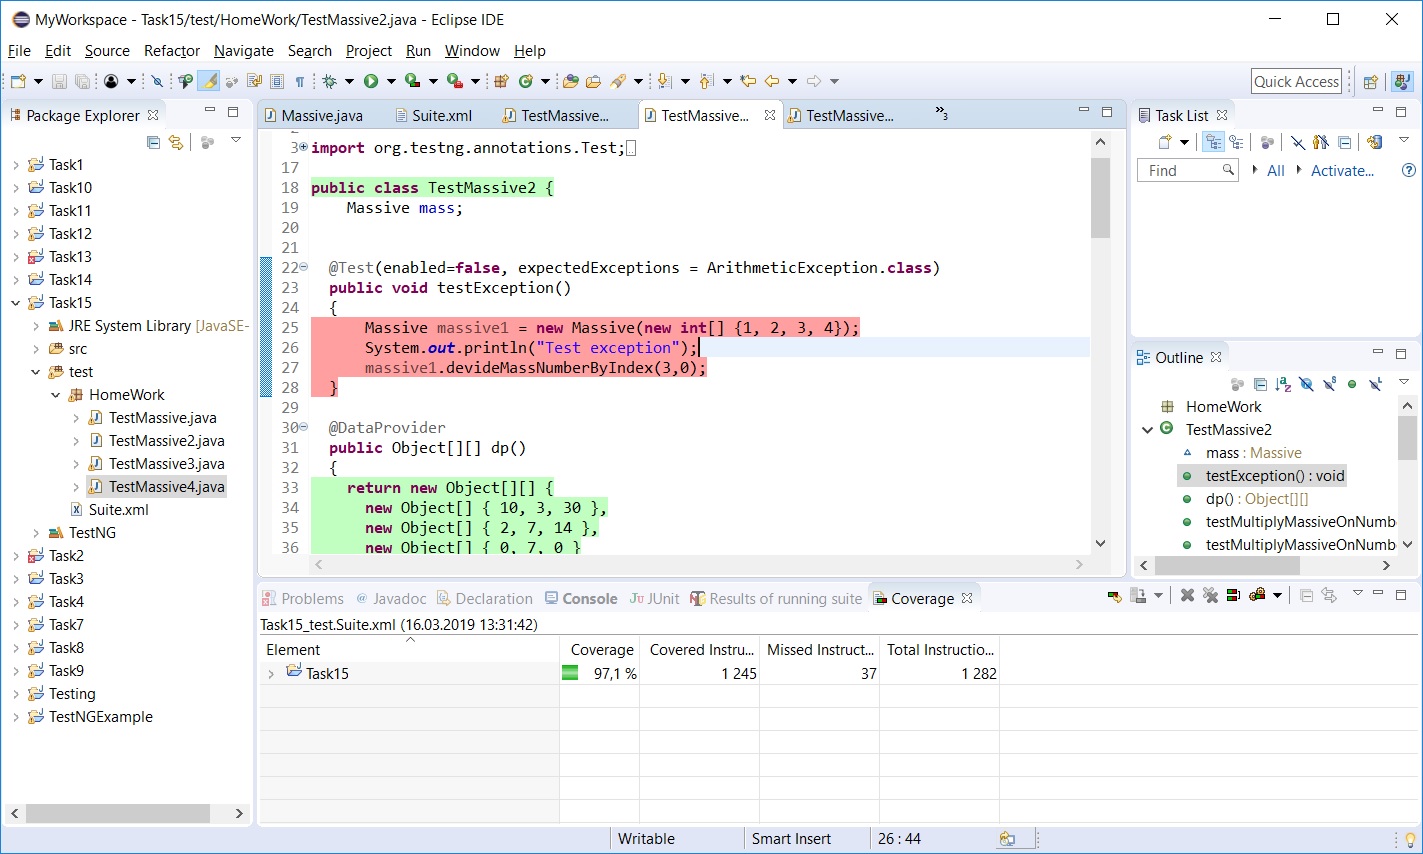 MyWorkspace - Task15/test/HomeWork/TestMassive2.java - Eclipse IDE
File Edit Source Refactor Navigate Search Project Run Window Help
Quick Access
Package Explorer
Task1
Task10
Task11
Task12
Task13
Task14
Task15
JRE System Library [JavaSE-
src
test
HomeWork
TestMassive.java
TestMassive2.java
TestMassive3.java
TestMassive4.java
Suite.xml
TestNG
Task2
Task3
Task4
Task7
Task8
Task9
Testing
TestNGExample
Massive.java Suite.xml TestMassive... TestMassive... TestMassive... »3
3 import org.testng.annotations.Test;
17
18 public class TestMassive2 {
19 Massive mass;
20
21
22 @Test(enabled=false, expectedExceptions = ArithmeticException.class)
23 public void testException()
24 {
25 Massive massive1 = new Massive(new int[] {1, 2, 3, 4});
26 System.out.println("Test exception");
27 massive1.devideMassNumberByIndex(3,0);
28 }
29
30 @DataProvider
31 public Object[][] dp()
32 {
33 return new Object[][] {
34 new Object[] { 10, 3, 30 },
35 new Object[] { 2, 7, 14 },
36 new Object[] { 0, 7, 0 }
Task List
Find All Activate...
Outline
HomeWork
TestMassive2
mass : Massive
testException() : void
dp() : Object[][]
testMultiplyMassiveOnNumb
testMultiplyMassiveOnNumb
Problems @ Javadoc Declaration Console JUnit Results of running suite Coverage
Task15_test.Suite.xml (16.03.2019 13:31:42)
Element Coverage Covered Instru... Missed Instruct... Total Instructio...
Task15 97,1 % 1 245 37 1 282
Writable Smart Insert 26 : 44